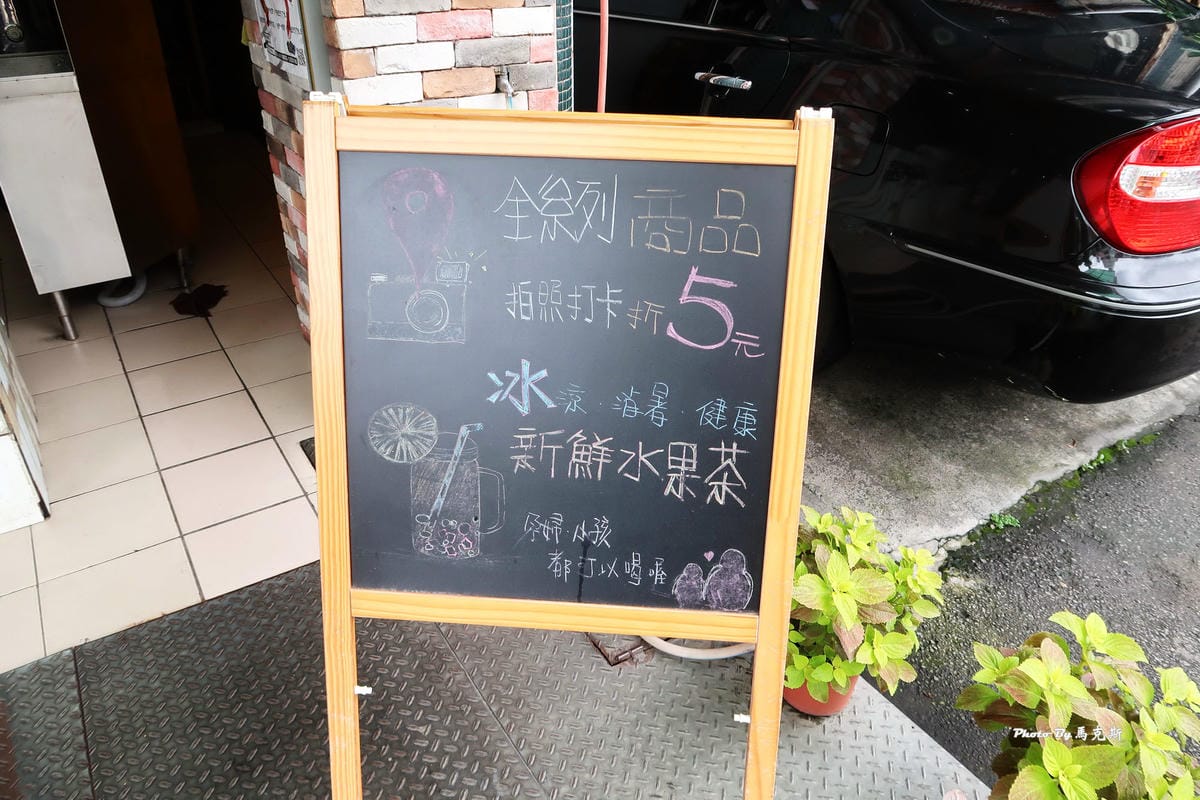 全系列商品
拍照打卡折5元
冰涼.消暑.健康
新鮮水果茶
孕婦.小孩
都可以喝喔
Photo By 馬克斯